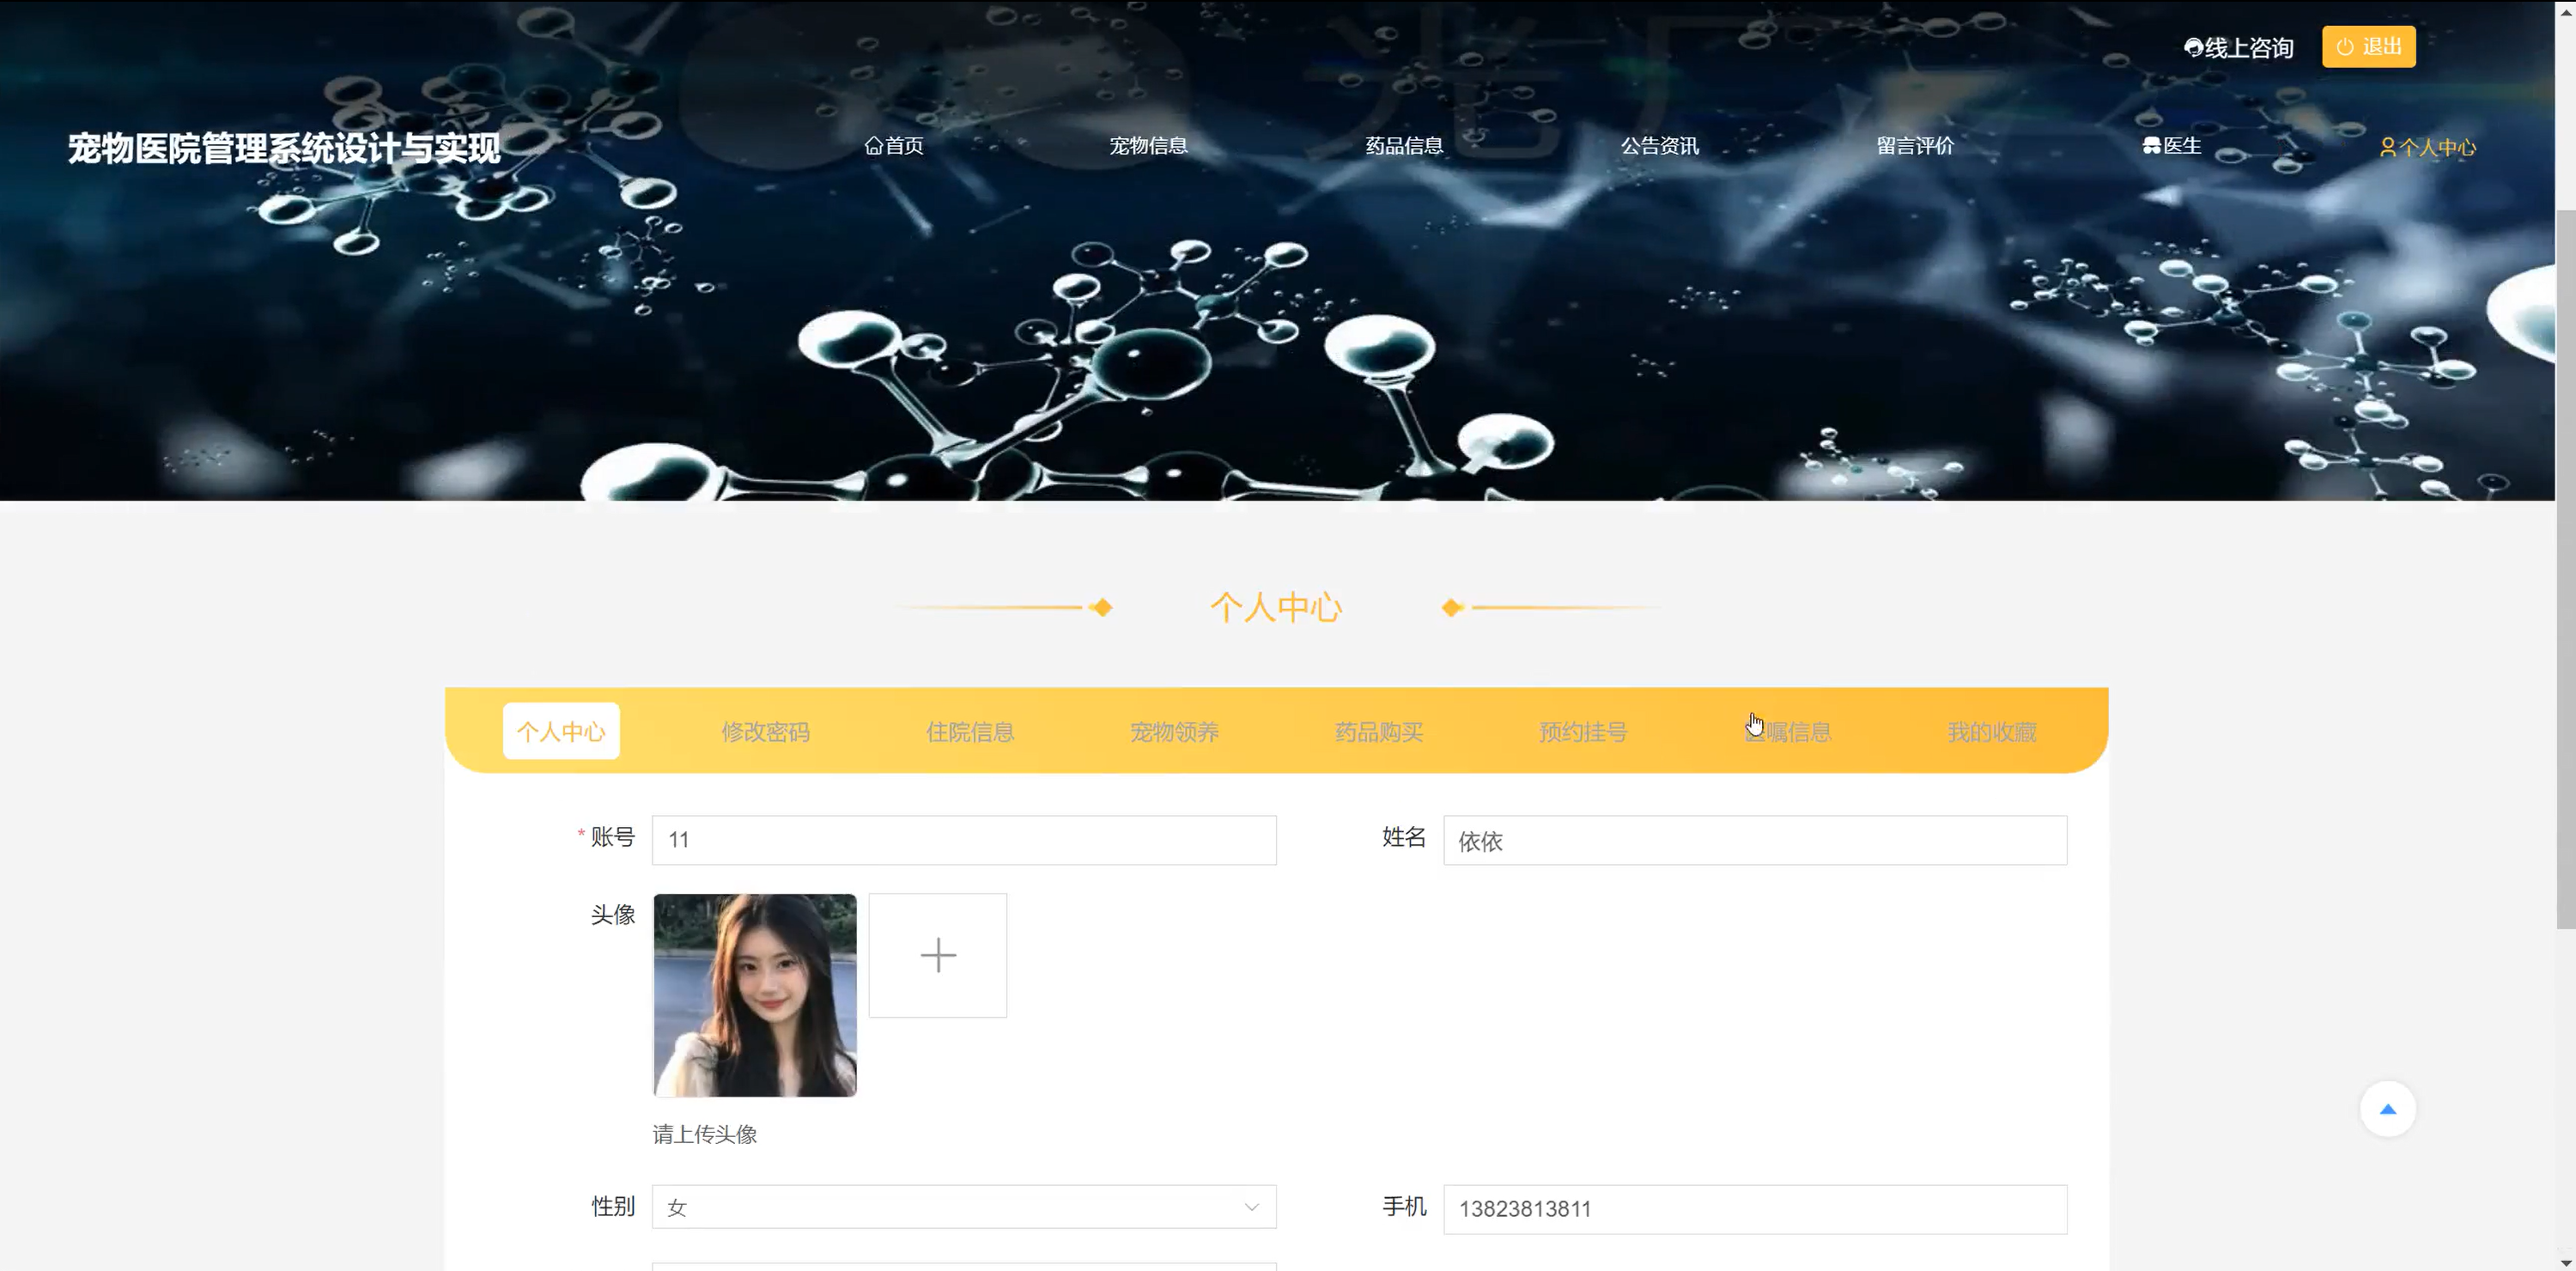 线上咨询
退出
宠物医院管理系统设计与实现
首页
宠物信息
药品信息
公告资讯
留言评价
医生
个人中心
个人中心
个人中心
修改密码
住院信息
宠物领养
药品购买
预约挂号
嘱信息
我的收藏
* 账号
11
姓名
依依
头像
请上传头像
性别
女
手机
13823813811